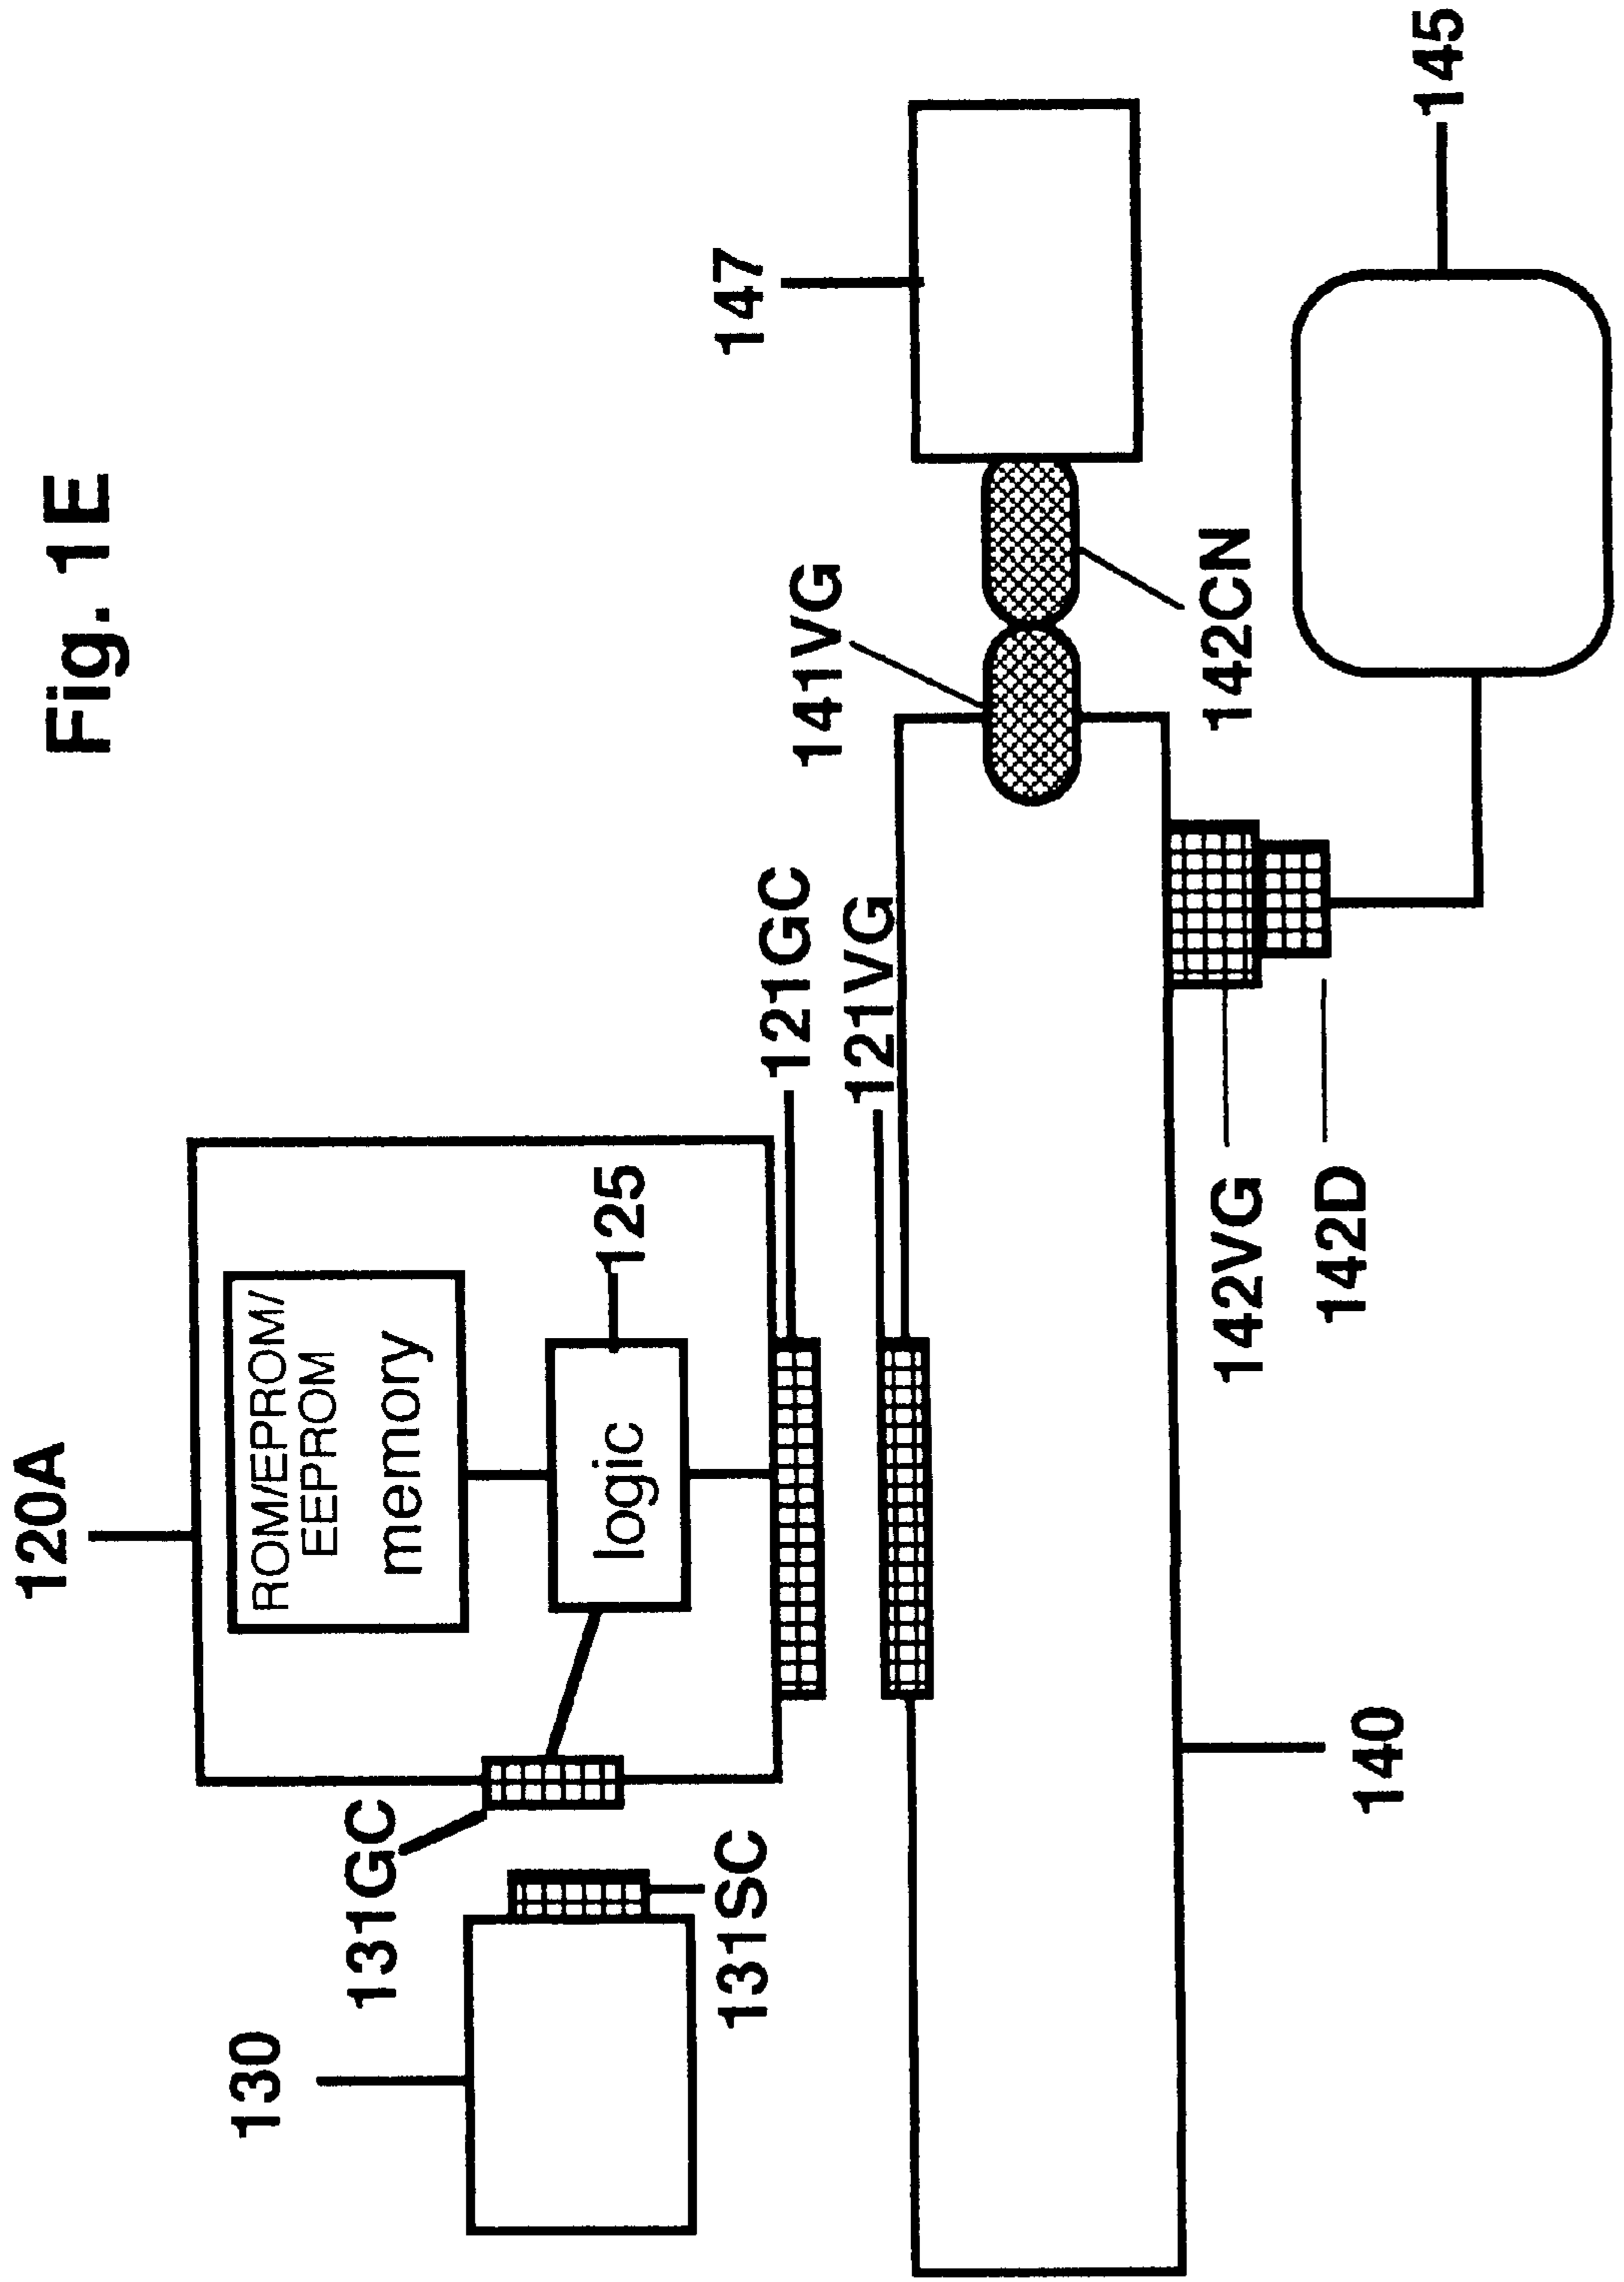 Fig. 1E
120A
ROM/EPROM/
EEPROM
memory
logic
125
131GC
130
131SC
121GC
121VG
141VG
147
142CN
142VG
142D
140
145